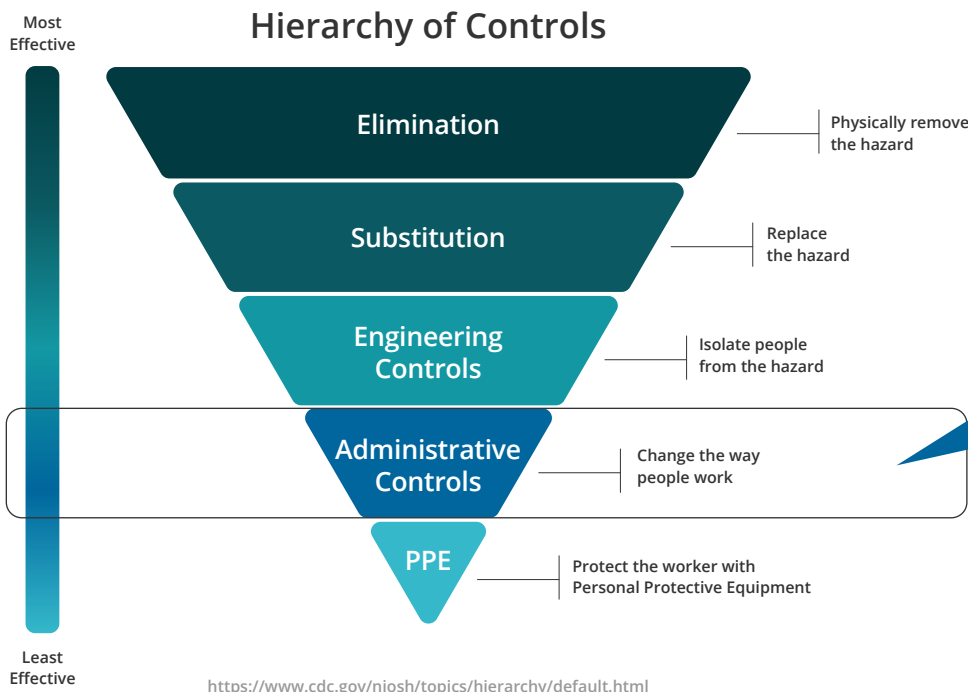 Hierarchy of Controls
Most
Effective
Elimination
Physically remove
the hazard
Substitution
Replace
the hazard
Engineering
Controls
Isolate people
from the hazard
Administrative
Controls
Change the way
people work
PPE
Protect the worker with
Personal Protective Equipment
Least
Effective
https://www.cdc.gov/niosh/topics/hierarchy/default.html